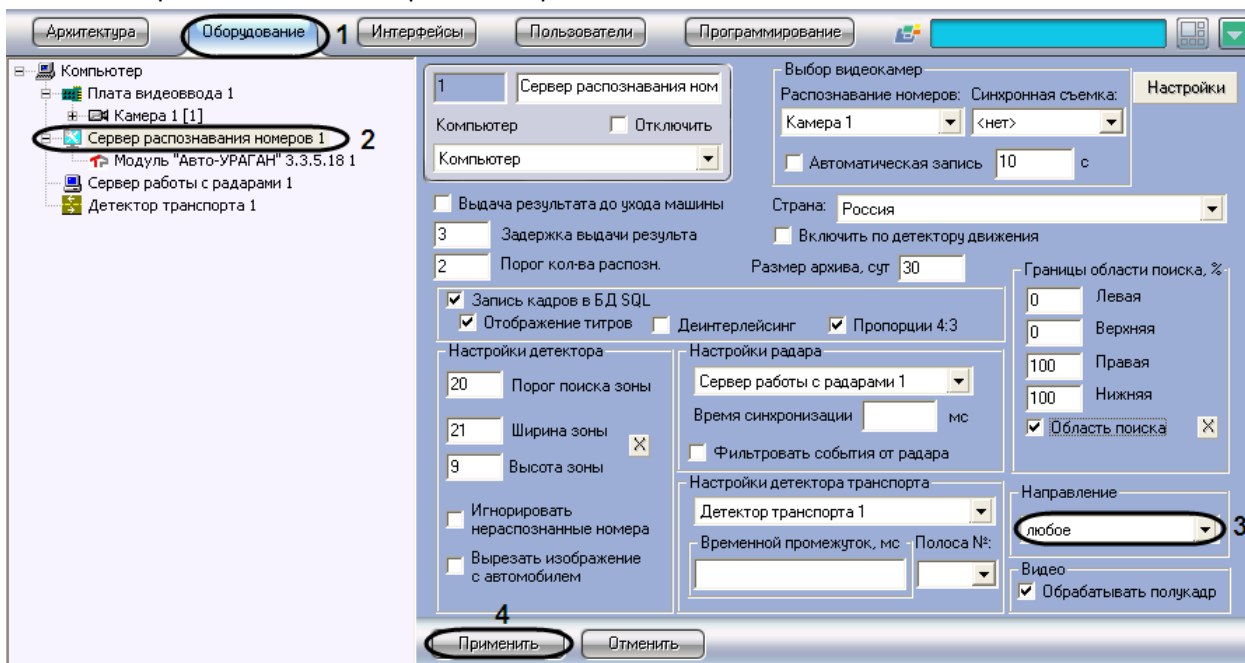 Архитектура Оборудование 1 Интерфейсы Пользователи Программирование
Компьютер
Плата видеоввода 1
Камера 1 [1]
Сервер распознавания номеров 1 2
Модуль "Авто-УРАГАН" 3.3.5.18 1
Сервер работы с радарами 1
Детектор транспорта 1
1 Сервер распознавания ном
Компьютер Отключить
Компьютер
Выбор видеокамер
Распознавание номеров: Синхронная съемка:
Камера 1 <нет>
Автоматическая запись 10 с
Настройки
Выдача результата до ухода машины
Страна: Россия
3 Задержка выдачи резуль­та
Включить по детектору движения
2 Порог кол-ва распозн.
Размер архива, сут 30
Запись кадров в БД SQL
Отображение титров Деинтерлейсинг Пропорции 4:3
Границы области поиска, %
0 Левая
0 Верхняя
100 Правая
100 Нижняя
Область поиска X
Настройки детектора
20 Порог поиска зоны
21 Ширина зоны
X
9 Высота зоны
Игнорировать
нераспознанные номера
Вырезать изображение
с автомобилем
Настройки радара
Сервер работы с радарами 1
Время синхронизации мс
Фильтровать события от радара
Настройки детектора транспорта
Детектор транспорта 1
Временной промежуток, мс Полоса №:
Направление
любое 3
Видео
Обрабатывать полукадр
4
Применить Отменить